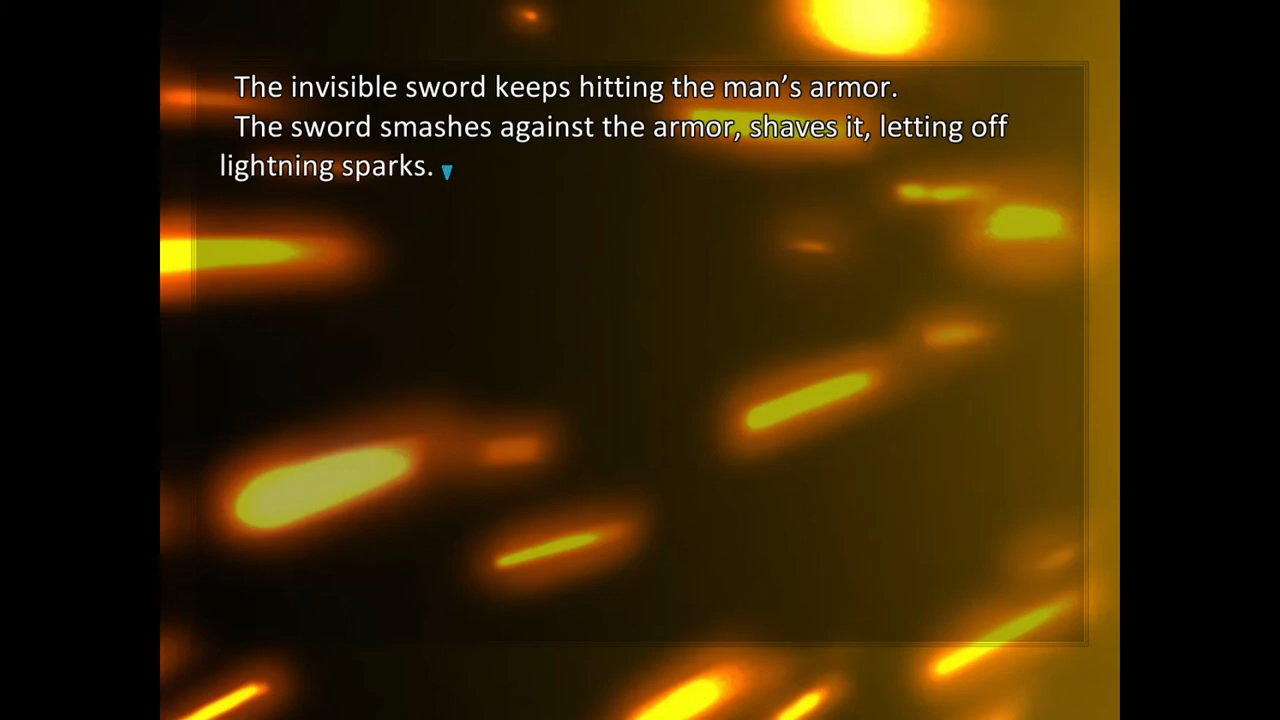 The invisible sword keeps hitting the man’s armor.
The sword smashes against the armor, shaves it, letting off
lightning sparks.